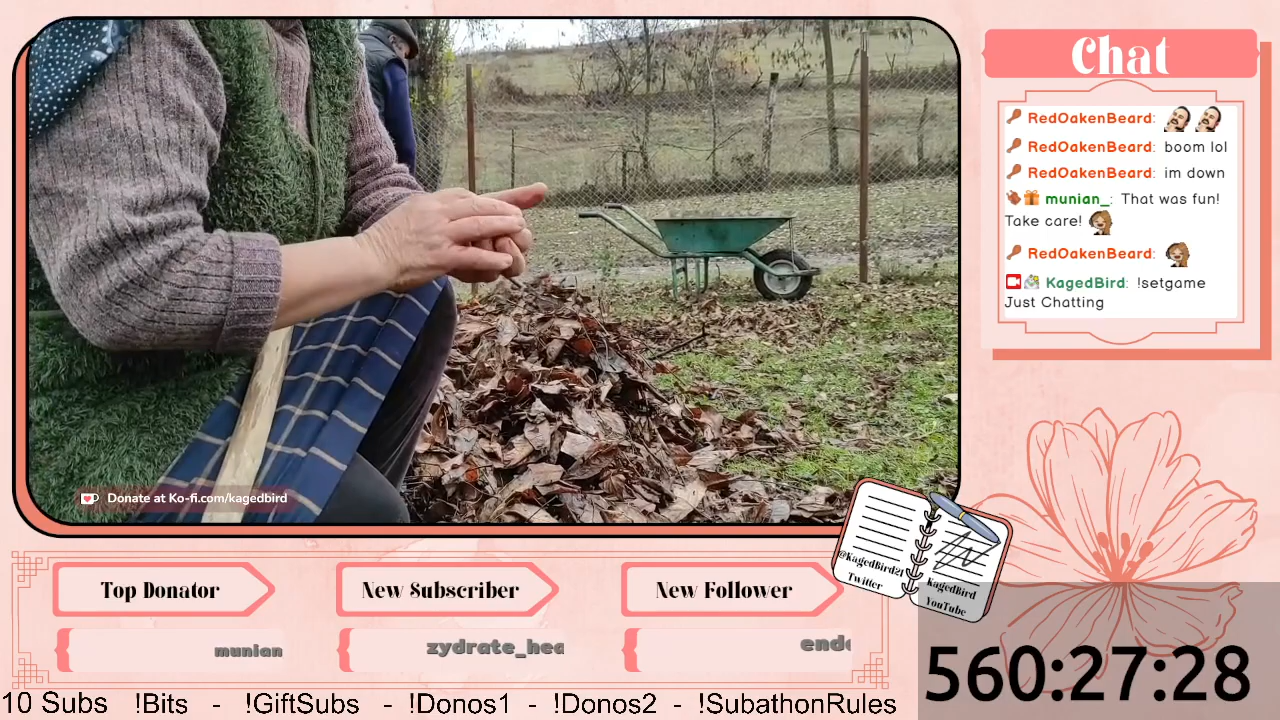 Chat
RedOakenBeard:
RedOakenBeard: boom lol
RedOakenBeard: im down
munian_: That was fun!
Take care!
RedOakenBeard:
KagedBird: !setgame
Just Chatting
Donate at Ko-fi.com/kagedbird
@KagedBird21
Twitter
KagedBird
YouTube
Top Donator
New Subscriber
New Follower
munian
zydrate_hea
endo
560:27:28
10 Subs !Bits - !GiftSubs - !Donos1 - !Donos2 - !SubathonRules